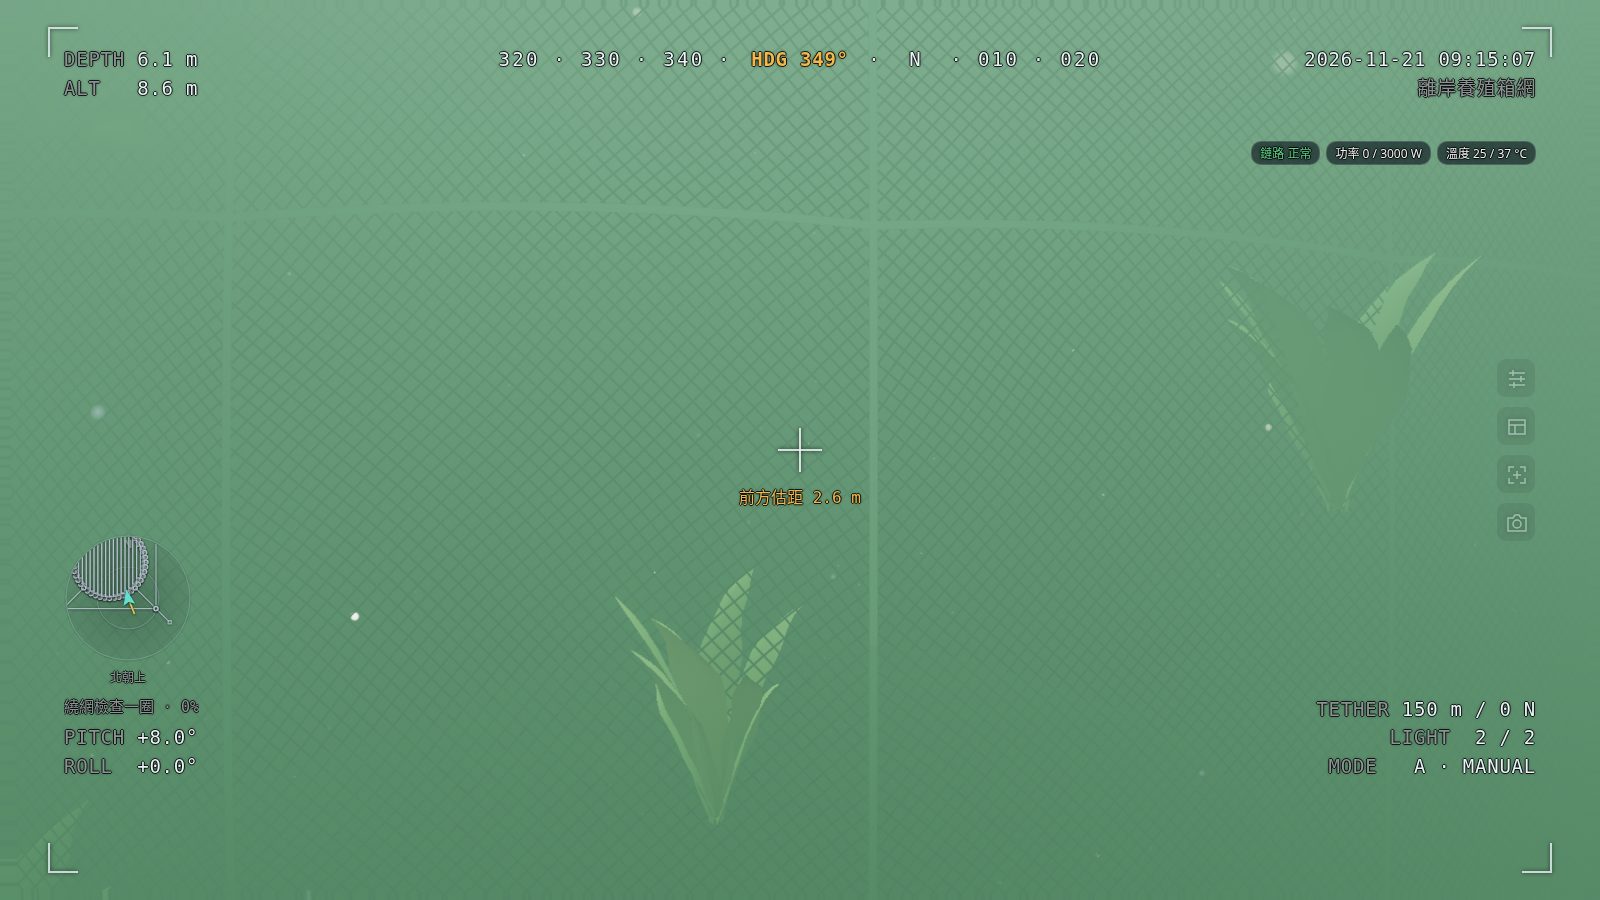 DEPTH 6.1 m
ALT 8.6 m
320 · 330 · 340 · HDG 349° · N · 010 · 020
2026-11-21 09:15:07
離岸養殖箱網
鏈路 正常
功率 0 / 3000 W
溫度 25 / 37 °C
前方估距 2.6 m
北朝上
繞網檢查一圈 · 0%
PITCH +8.0°
ROLL +0.0°
TETHER 150 m / 0 N
LIGHT 2 / 2
MODE A · MANUAL